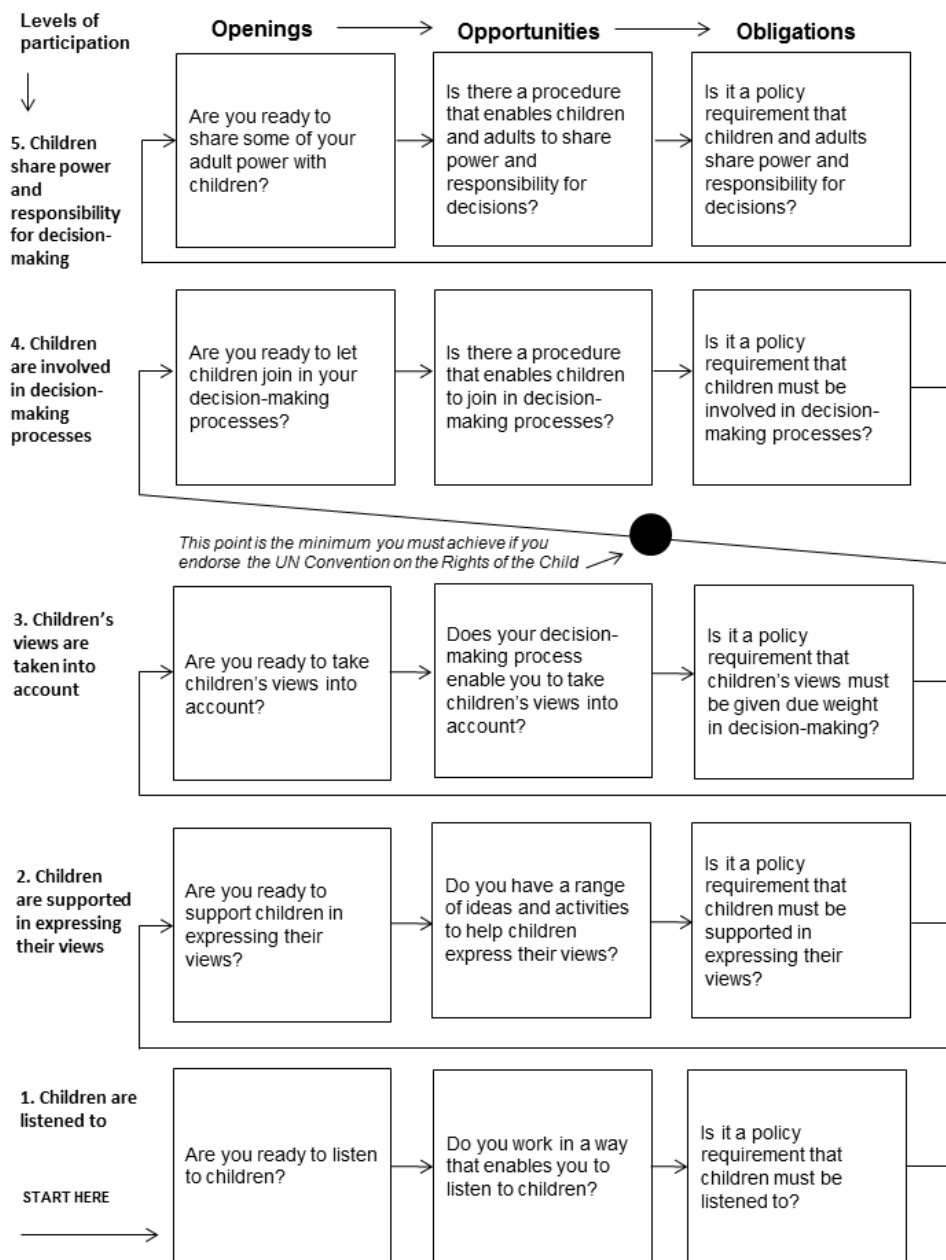 Levels of
participation
Openings
Opportunities
Obligations
5. Children
share power
and
responsibility
for decision-
making
Are you ready to
share some of your
adult power with
children?
Is there a procedure
that enables children
and adults to share
power and
responsibility for
decisions?
Is it a policy
requirement that
children and adults
share power and
responsibility for
decisions?
4. Children
are involved
in decision-
making
processes
Are you ready to let
children join in your
decision-making
processes?
Is there a procedure
that enables children
to join in decision-
making processes?
Is it a policy
requirement that
children must be
involved in decision-
making processes?
This point is the minimum you must achieve if you
endorse the UN Convention on the Rights of the Child
3. Children’s
views are
taken into
account
Are you ready to take
children’s views into
account?
Does your decision-
making process
enable you to take
children’s views into
account?
Is it a policy
requirement that
children’s views must
be given due weight
in decision-making?
2. Children
are supported
in expressing
their views
Are you ready to
support children in
expressing their
views?
Do you have a range
of ideas and activities
to help children
express their views?
Is it a policy
requirement that
children must be
supported in
expressing their
views?
1. Children are
listened to
Are you ready to listen
to children?
Do you work in a way
that enables you to
listen to children?
Is it a policy
requirement that
children must be
listened to?
START HERE